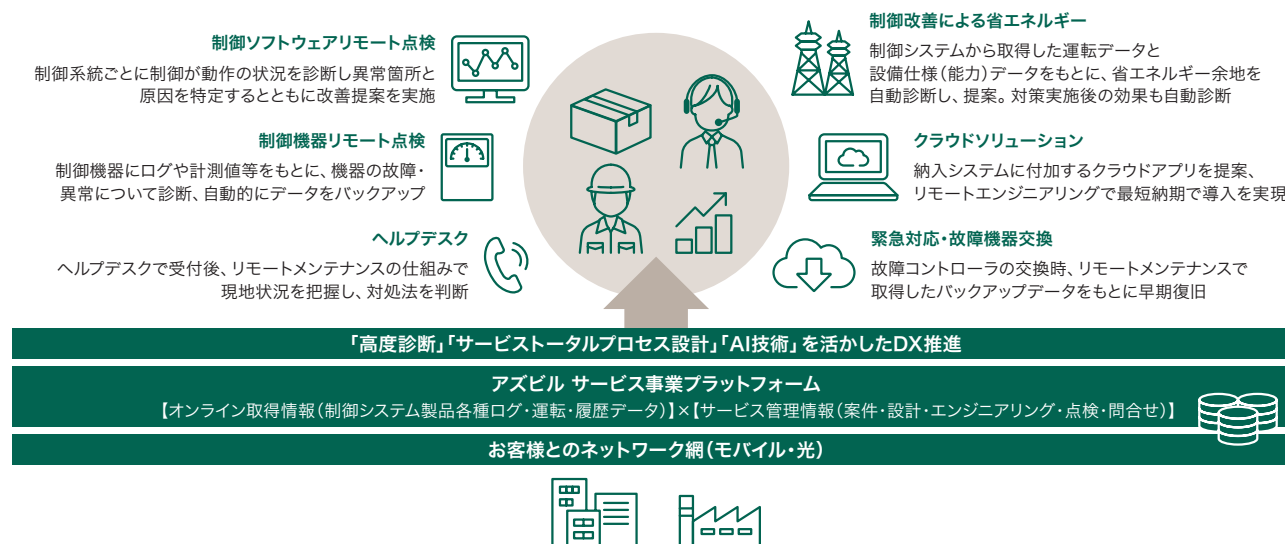 制御ソフトウェアリモート点検
制御系統ごとに制御が動作の状況を診断し異常箇所と
原因を特定するとともに改善提案を実施
制御機器リモート点検
制御機器にログや計測値等をもとに、機器の故障・
異常について診断、自動的にデータをバックアップ
ヘルプデスク
ヘルプデスクで受付後、リモートメンテナンスの仕組みで
現地状況を把握し、対処法を判断
制御改善による省エネルギー
制御システムから取得した運転データと
設備仕様（能力）データをもとに、省エネルギー余地を
自動診断し、提案。対策実施後の効果も自動診断
クラウドソリューション
納入システムに付加するクラウドアプリを提案、
リモートエンジニアリングで最短納期で導入を実現
緊急対応・故障機器交換
故障コントローラの交換時、リモートメンテナンスで
取得したバックアップデータをもとに早期復旧
「高度診断」「サービストータルプロセス設計」「AI技術」を活かしたDX推進
アズビル サービス事業プラットフォーム
【オンライン取得情報（制御システム製品各種ログ・運転・履歴データ）】×【サービス管理情報（案件・設計・エンジニアリング・点検・問合せ）】
お客様とのネットワーク網（モバイル・光）